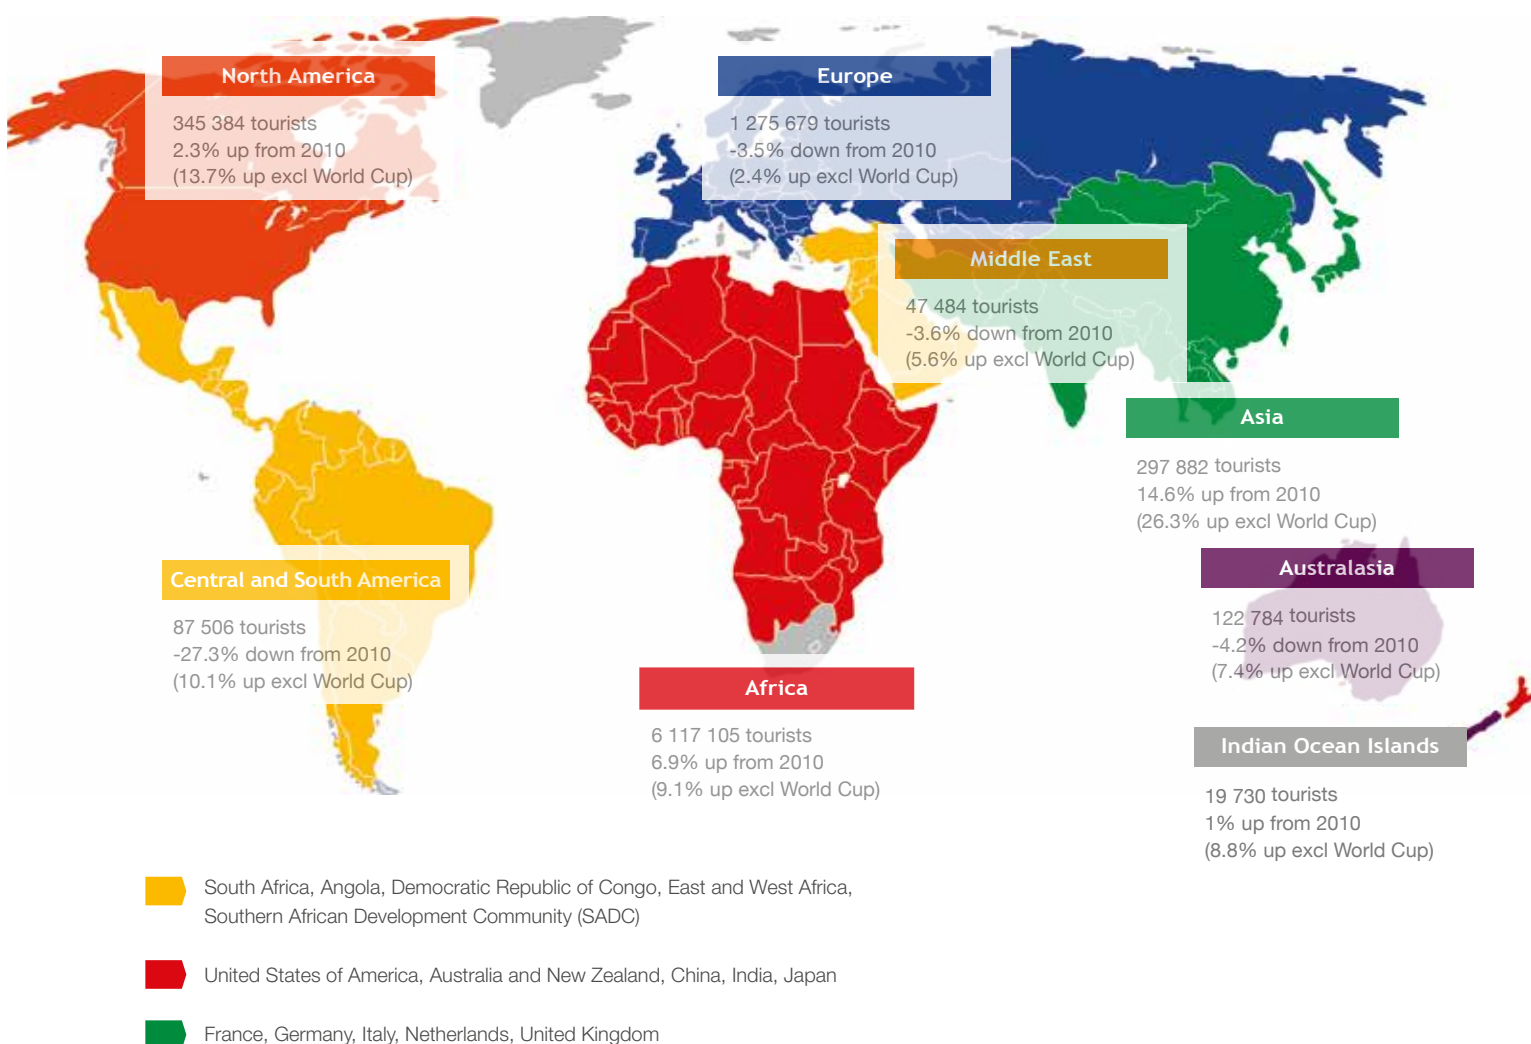 North America
345 384 tourists
2.3% up from 2010
(13.7% up excl World Cup)
Europe
1 275 679 tourists
-3.5% down from 2010
(2.4% up excl World Cup)
Middle East
47 484 tourists
-3.6% down from 2010
(5.6% up excl World Cup)
Asia
297 882 tourists
14.6% up from 2010
(26.3% up excl World Cup)
Central and South America
87 506 tourists
-27.3% down from 2010
(10.1% up excl World Cup)
Australasia
122 784 tourists
-4.2% down from 2010
(7.4% up excl World Cup)
Africa
6 117 105 tourists
6.9% up from 2010
(9.1% up excl World Cup)
Indian Ocean Islands
19 730 tourists
1% up from 2010
(8.8% up excl World Cup)
South Africa, Angola, Democratic Republic of Congo, East and West Africa,
Southern African Development Community (SADC)
United States of America, Australia and New Zealand, China, India, Japan
France, Germany, Italy, Netherlands, United Kingdom